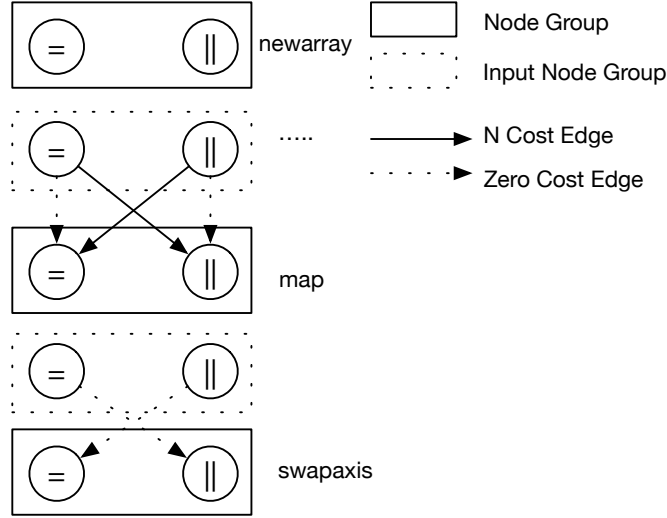 = || newarray
Node Group
Input Node Group
= || .....
N Cost Edge
Zero Cost Edge
= || map
= ||
= || swapaxis